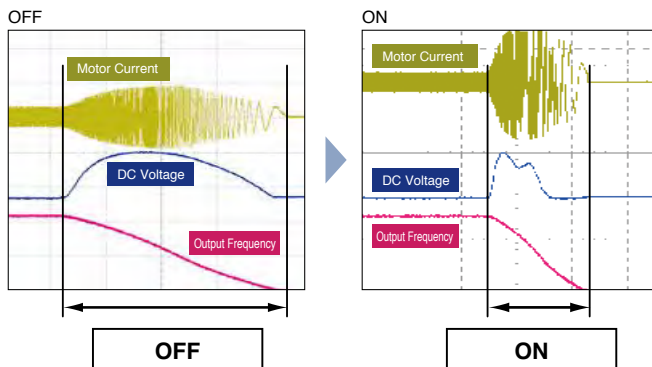 OFF
Motor Current
DC Voltage
Output Frequency
OFF
ON
Motor Current
DC Voltage
Output Frequency
ON